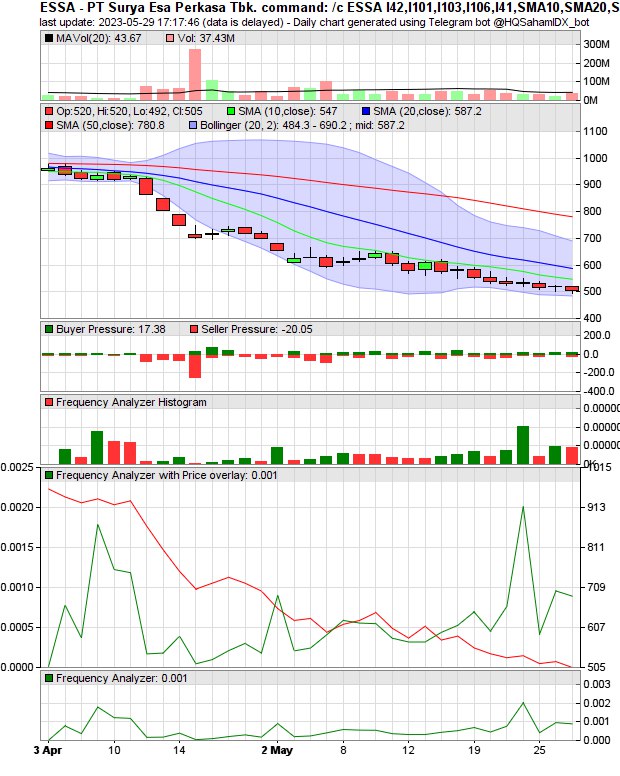 ESSA - PT Surya Esa Perkasa Tbk. command: /c ESSA I42,I101,I103,I106,I41,SMA10,SMA20,S
last update: 2023-05-29 17:17:46 (data is delayed) - Daily chart generated using Telegram bot @HQSahamIDX_bot
MAVol(20): 43.67 Vol: 37.43M
300M
200M
100M
0M
Op:520, Hi:520, Lo:492, Cl:505 SMA (10,close): 547 SMA (20,close): 587.2
SMA (50,close): 780.8 Bollinger (20, 2): 484.3 - 690.2; mid: 587.2
1100
1000
900
800
700
600
500
400
Buyer Pressure: 17.38 Seller Pressure: -20.05
200.0
0.0
-200.0
-400.0
Frequency Analyzer Histogram
0.00000
0.00000
0.00000
0K
Frequency Analyzer with Price overlay: 0.001
0.0025 1015
0.0020 913
0.0015 811
0.0010 709
0.0005 607
0.0000 505
Frequency Analyzer: 0.001
0.003
0.002
0.001
0.000
3 Apr 10 14 2 May 8 12 19 25